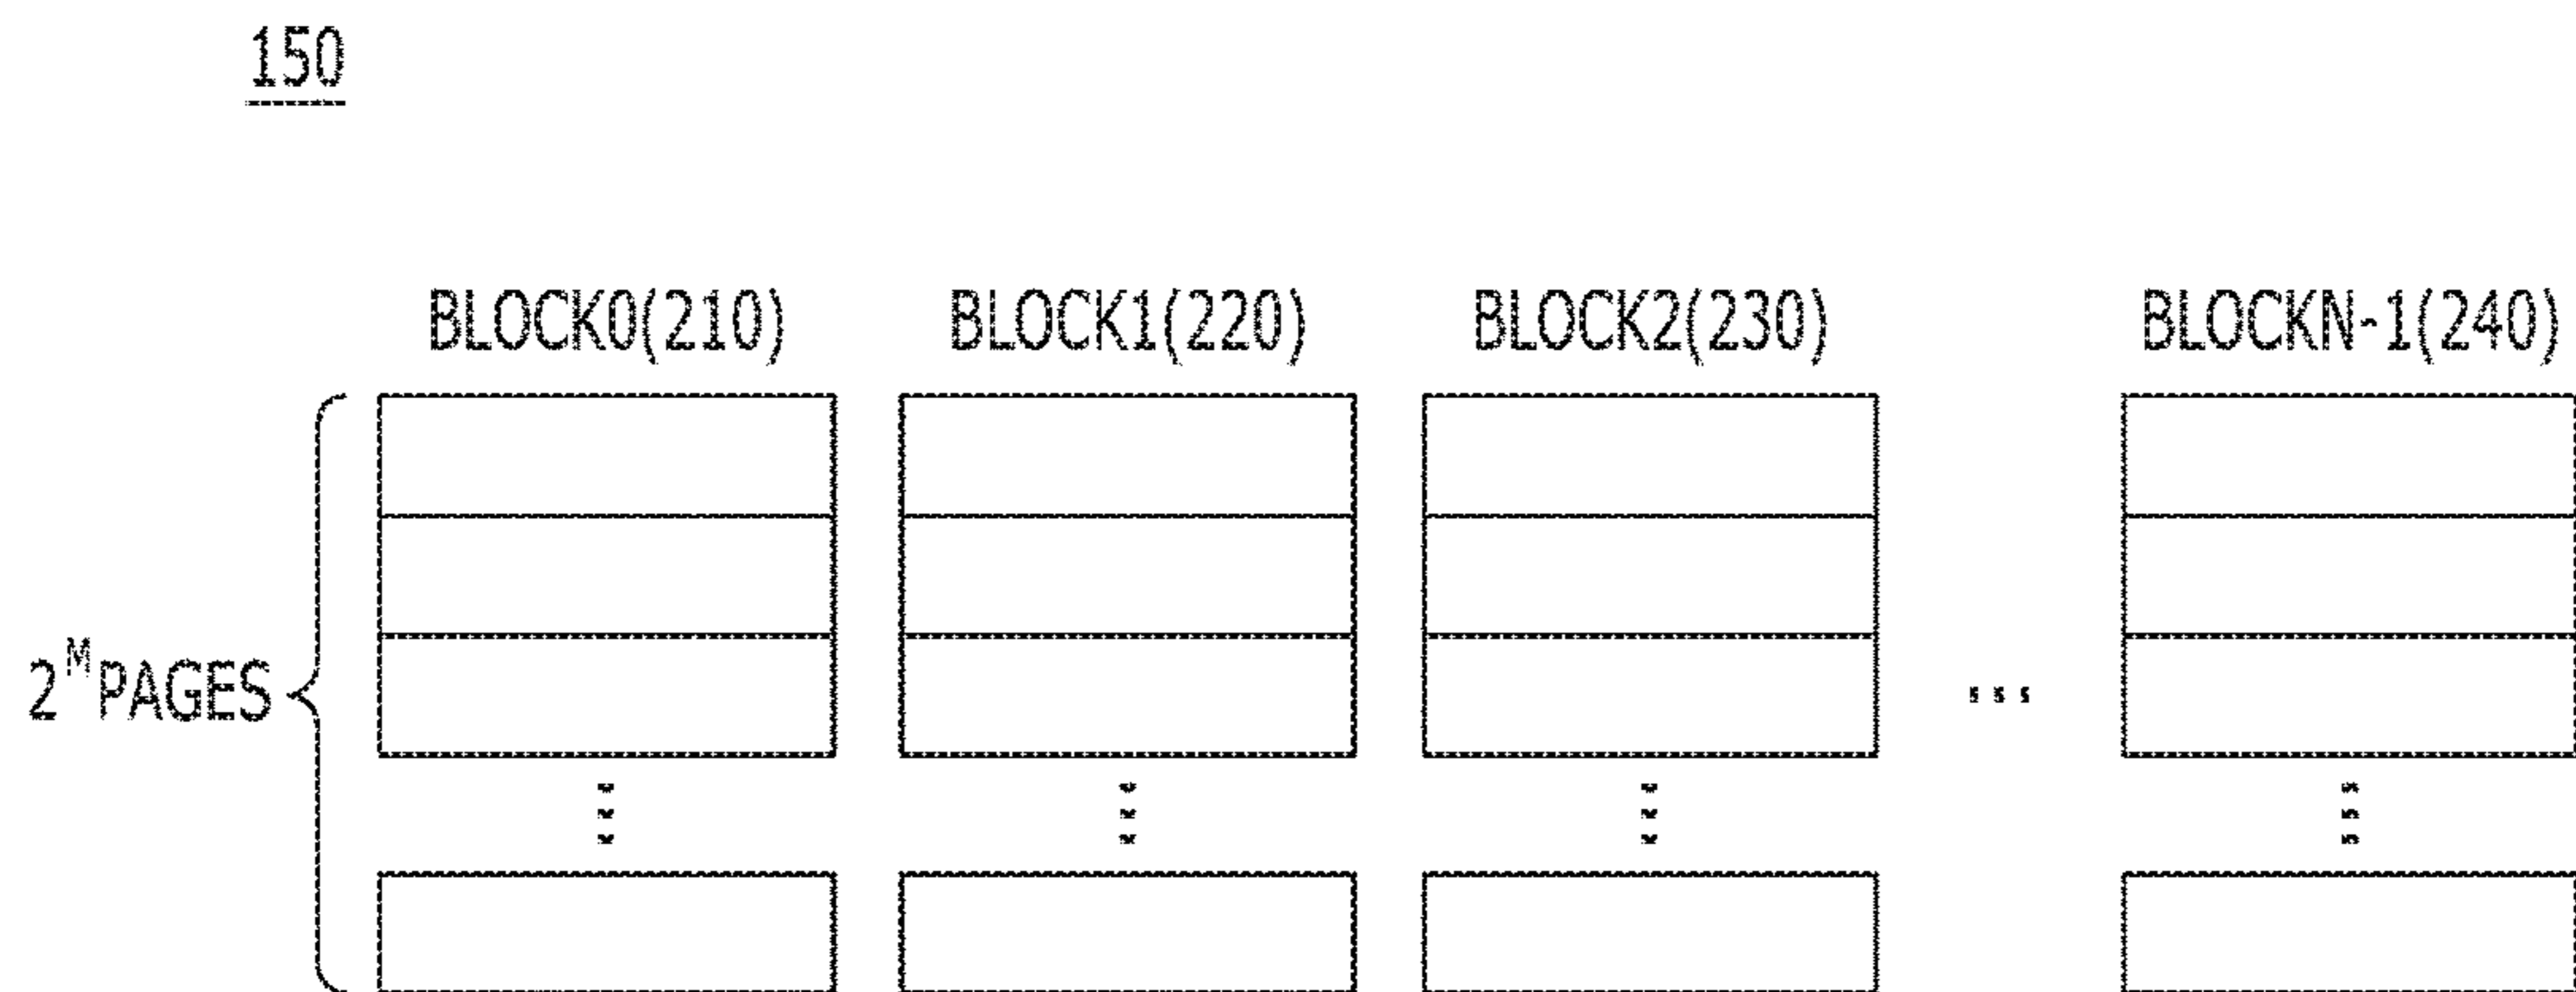 150
BLOCK0(210) BLOCK1(220) BLOCK2(230) BLOCKN-1(240)
2^M PAGES
...